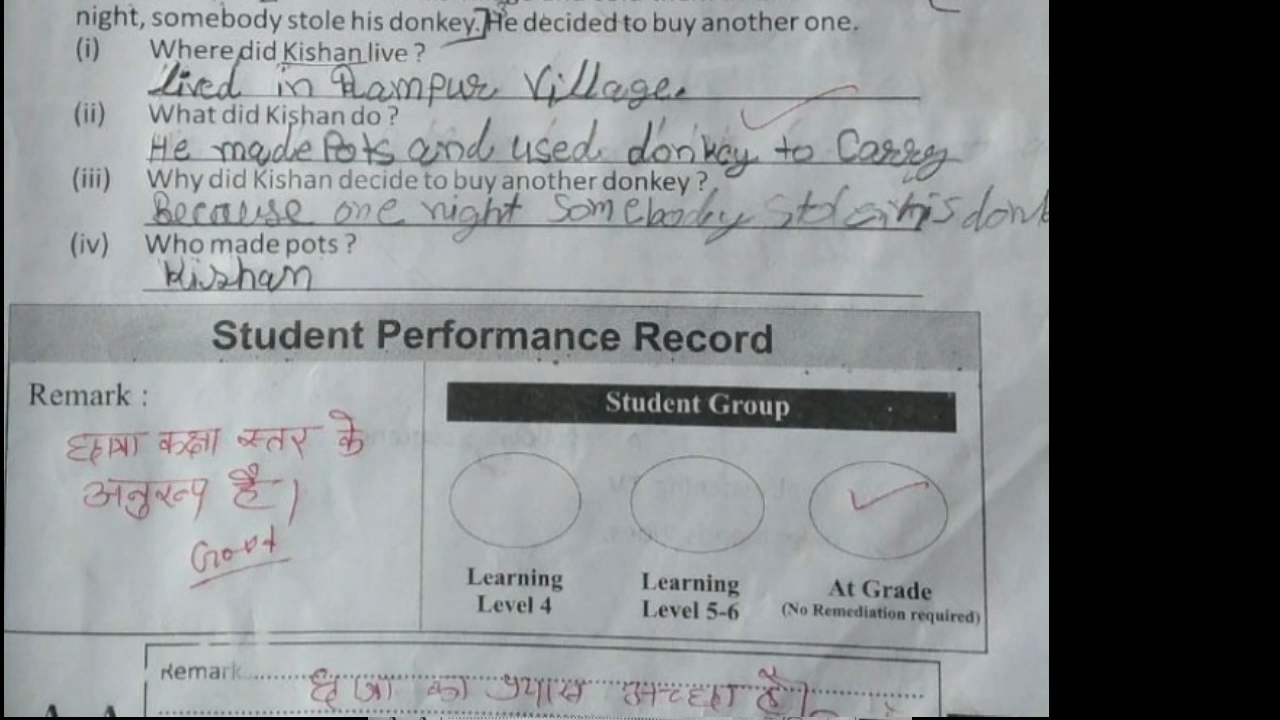 night, somebody stole his donkey. He decided to buy another one.
(i) Where did Kishan live ?
lived in Rampur Village.
(ii) What did Kishan do ?
He made Pots and used donkey to Carry
(iii) Why did Kishan decide to buy another donkey ?
Because one night Somebody Stole his donk
(iv) Who made pots ?
Kishan
Student Performance Record
Remark :
छात्रा कक्षा स्तर के
अनुरूप है।
Good
Student Group
Learning
Level 4
Learning
Level 5-6
At Grade
(No Remediation required)
Remark
छात्रा का प्रयास अच्छा है।